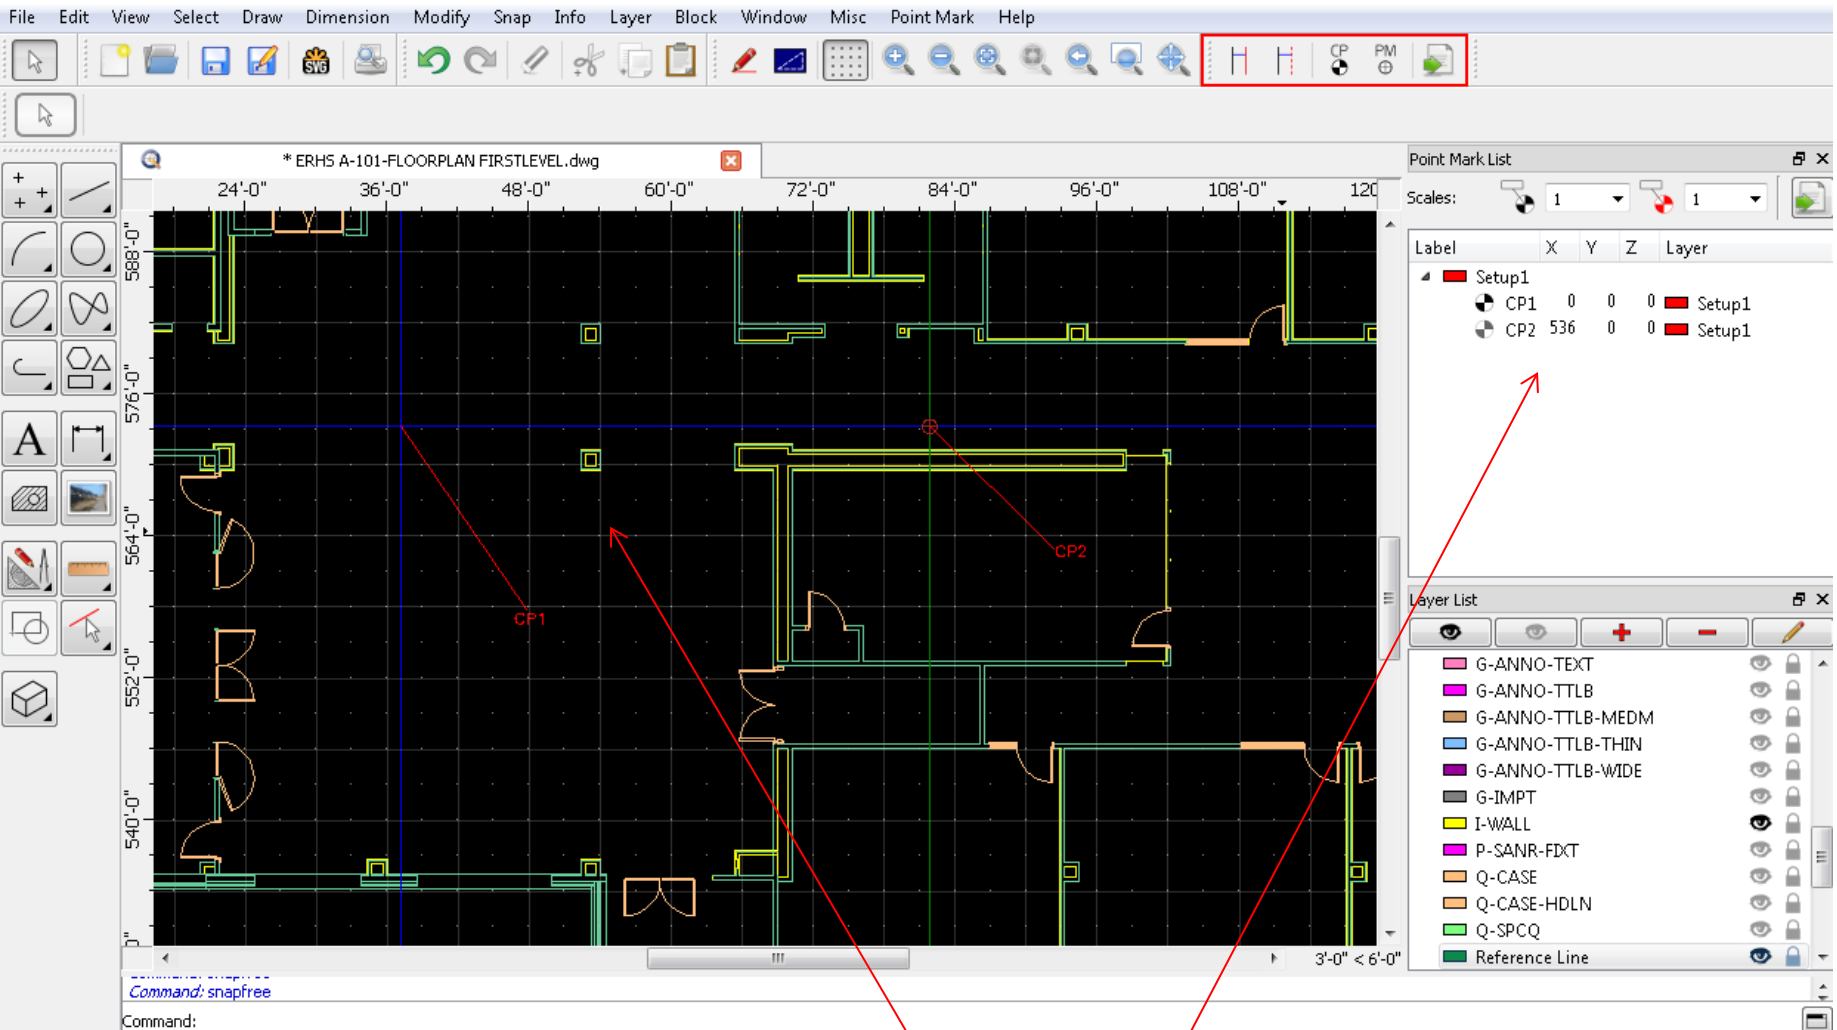 File Edit View Select Draw Dimension Modify Snap Info Layer Block Window Misc Point Mark Help
SVG CP PM
* ERHS A-101-FLOORPLAN FIRSTLEVEL.dwg
24'-0" 36'-0" 48'-0" 60'-0" 72'-0" 84'-0" 96'-0" 108'-0" 120
588'-0"
576'-0"
564'-0"
552'-0"
540'-0"
0"
A
CP1
CP2
3'-0" < 6'-0"
Point Mark List
Scales: 1 1
Label X Y Z Layer
Setup1
CP1 0 0 0 Setup1
CP2 536 0 0 Setup1
Layer List
G-ANNO-TEXT
G-ANNO-TTLB
G-ANNO-TTLB-MEDM
G-ANNO-TTLB-THIN
G-ANNO-TTLB-WIDE
G-IMPT
I-WALL
P-SANR-FIXT
Q-CASE
Q-CASE-HDLN
Q-SPCQ
Reference Line
Command: snapfree
Command: snapfree
Command: